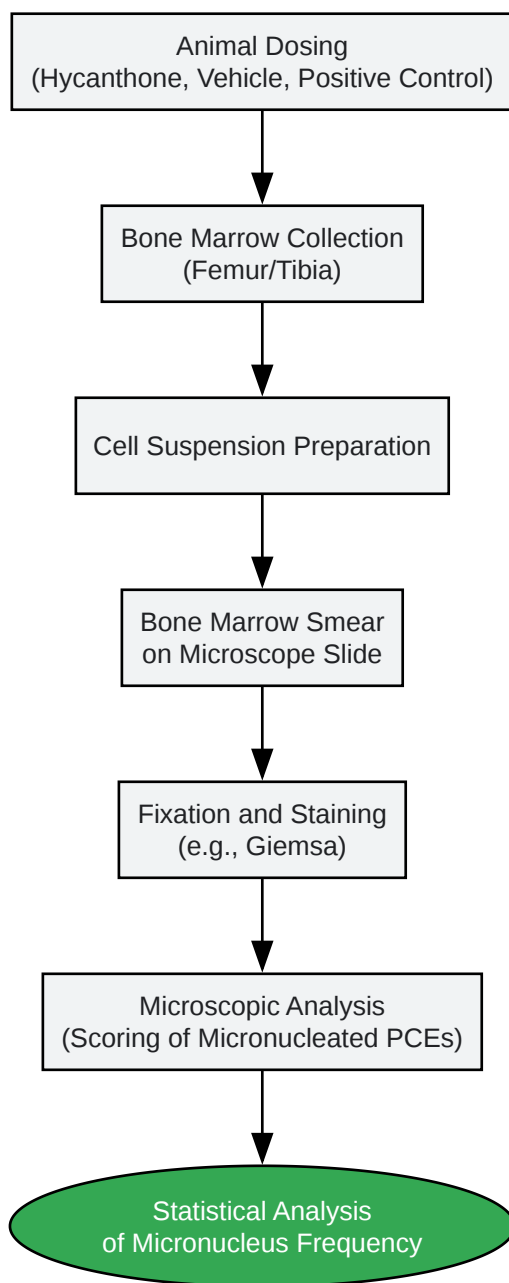 Animal Dosing
(Hycanthone, Vehicle, Positive Control)
Bone Marrow Collection
(Femur/Tibia)
Cell Suspension Preparation
Bone Marrow Smear
on Microscope Slide
Fixation and Staining
(e.g., Giemsa)
Microscopic Analysis
(Scoring of Micronucleated PCEs)
Statistical Analysis
of Micronucleus Frequency